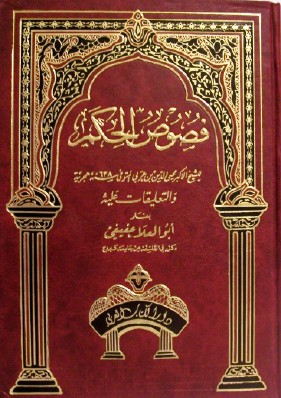 فصوص الحكم
للشيخ الأكبر محيي الدين بن عربي المتوفى سنة ٦٣٨ هجرية
والتعليقات عليه
بقلم
أبو العلا عفيفي
دار الكتاب العربي